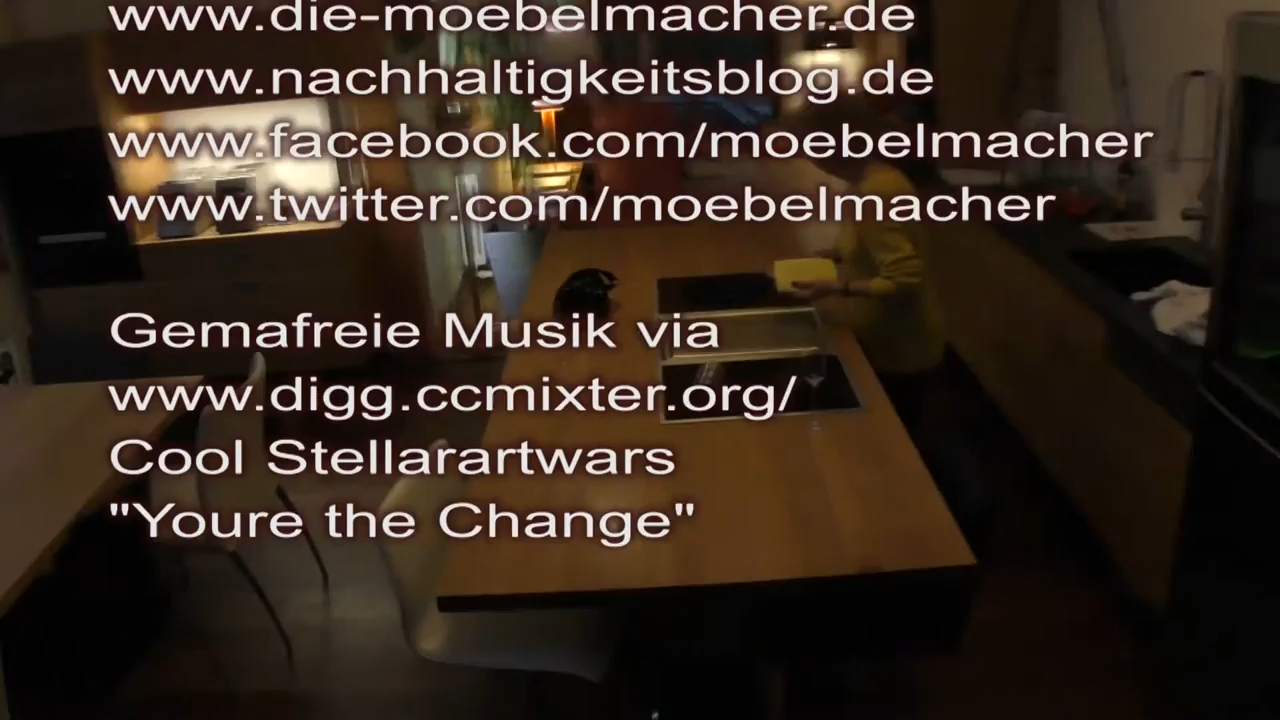 www.die-moebelmacher.de
www.nachhaltigkeitsblog.de
www.facebook.com/moebelmacher
www.twitter.com/moebelmacher
Gemafreie Musik via
www.digg.ccmixter.org/
Cool Stellarartwars
"Youre the Change"